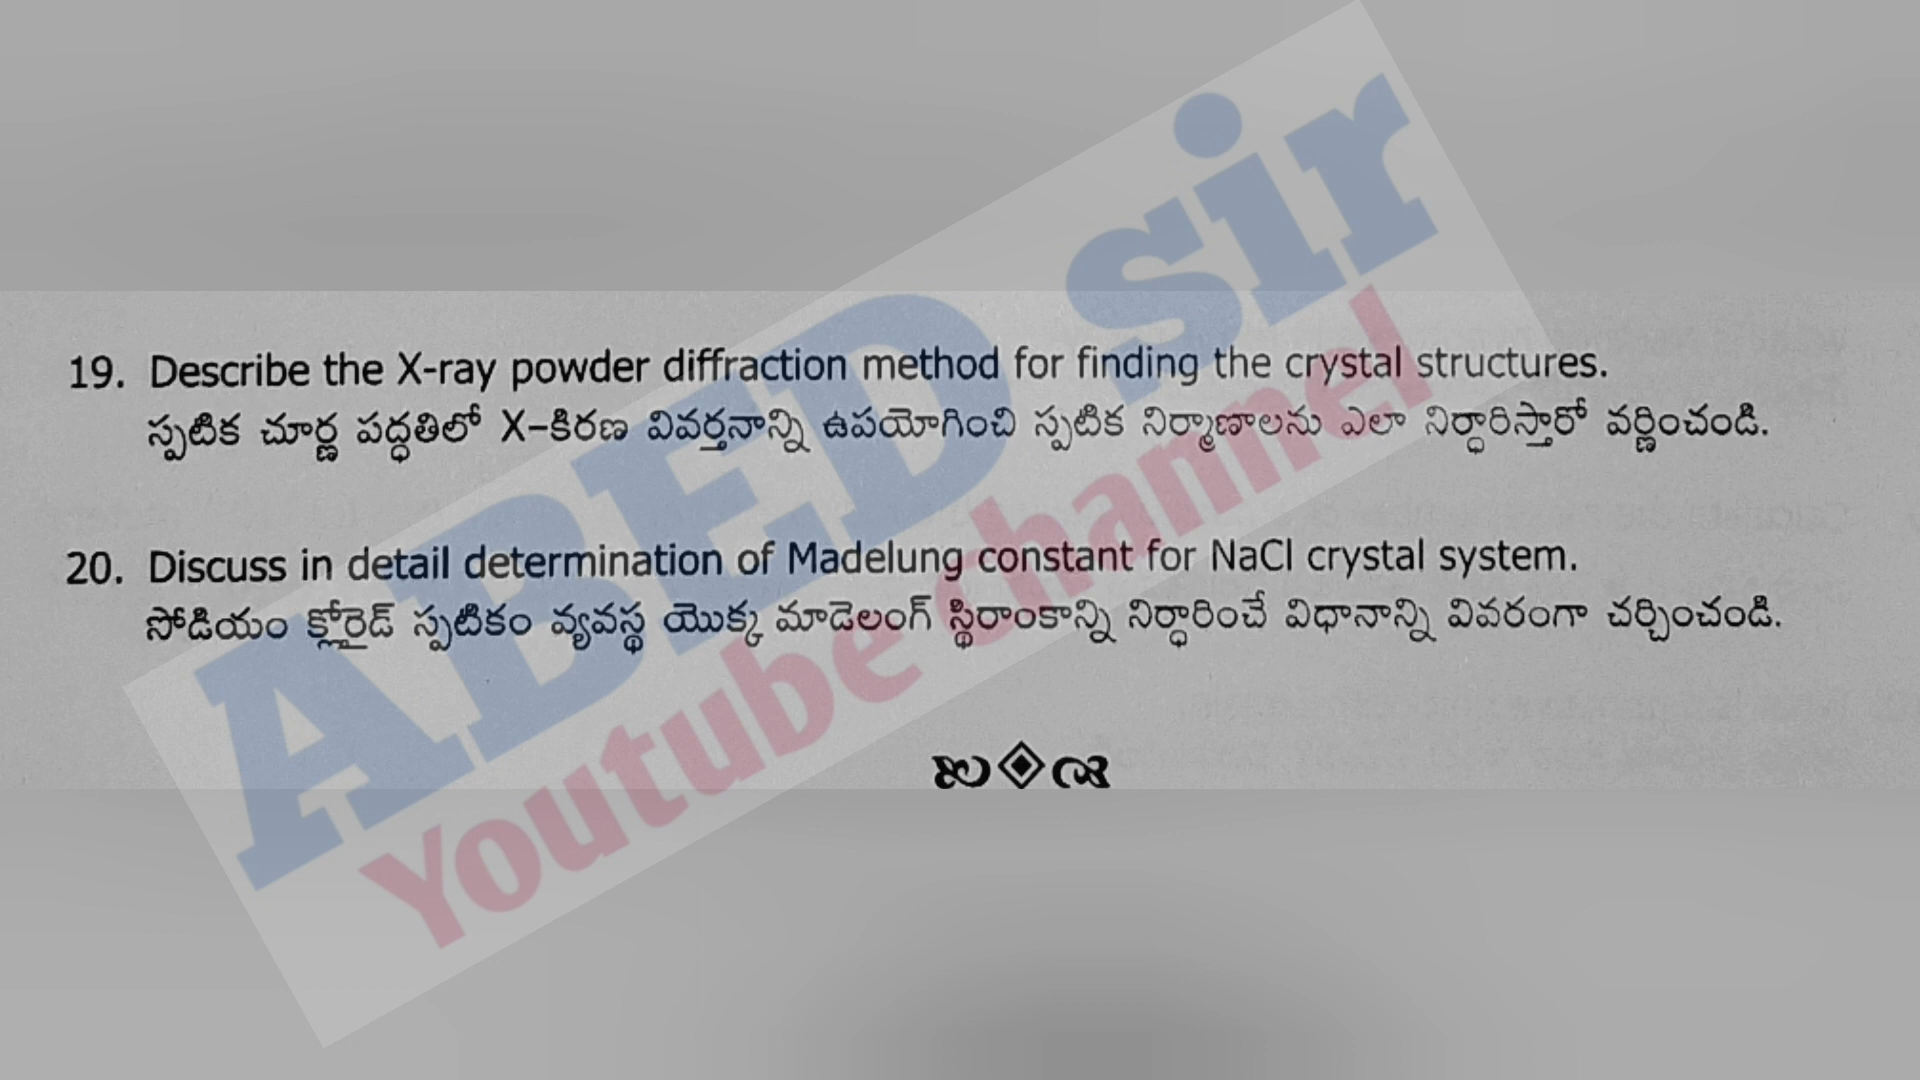 19. Describe the X-ray powder diffraction method for finding the crystal structures.
స్పటిక చూర్ణ పద్ధతిలో X–కిరణ వివర్తనాన్ని ఉపయోగించి స్పటిక నిర్మాణాలను ఎలా నిర్ధారిస్తారో వర్ణించండి.
20. Discuss in detail determination of Madelung constant for NaCl crystal system.
సోడియం క్లోరైడ్ స్పటికం వ్యవస్థ యొక్క మాడెలంగ్ స్థిరాంకాన్ని నిర్ధారించే విధానాన్ని వివరంగా చర్చించండి.
ABED sir
Youtube channel